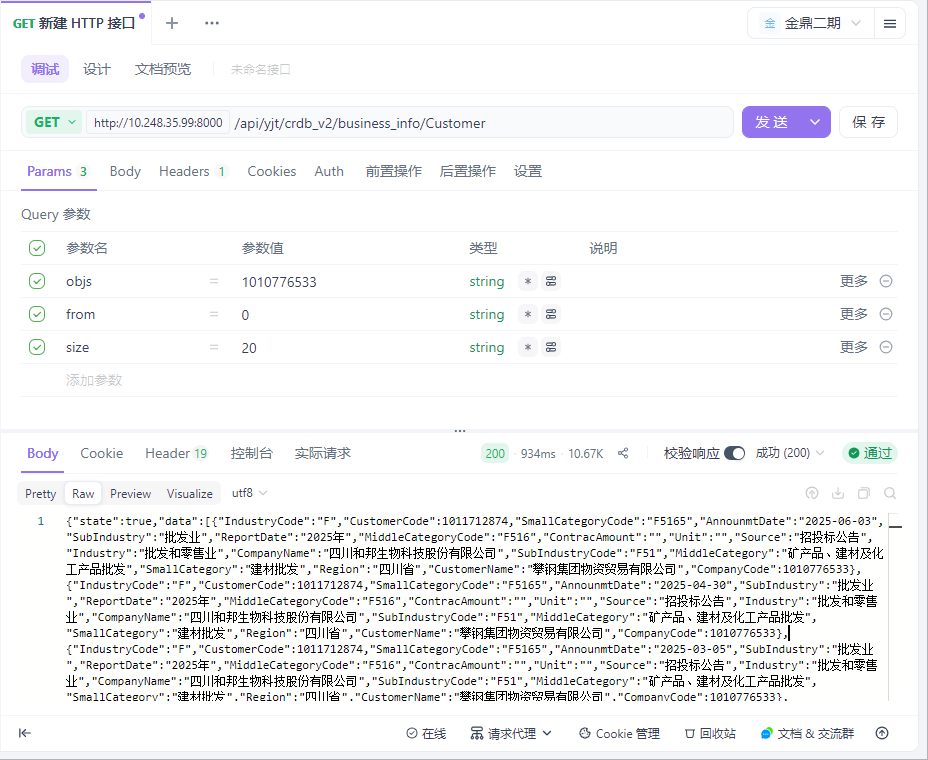 GET 新建 HTTP 接口
金 金鼎二期
调试 设计 文档预览 未命名接口
GET http://10.248.35.99:8000 /api/yjt/crdb_v2/business_info/Customer 发 送 保 存
Params 3 Body Headers 1 Cookies Auth 前置操作 后置操作 设置
Query 参数
参数名 参数值 类型 说明
objs = 1010776533 string * 更多
from = 0 string * 更多
size = 20 string * 更多
添加参数
Body Cookie Header 19 控制台 实际请求 200 · 934ms · 10.67K 校验响应 成功 (200) 通过
Pretty Raw Preview Visualize utf8
1 {"state":true,"data":[{"IndustryCode":"F","CustomerCode":1011712874,"SmallCategoryCode":"F5165","AnnounmtDate":"2025-06-03",
"SubIndustry":"批发业","ReportDate":"2025年","MiddleCategoryCode":"F516","ContracAmount":"","Unit":"","Source":"招投标公告",
"Industry":"批发和零售业","CompanyName":"四川和邦生物科技股份有限公司","SubIndustryCode":"F51","MiddleCategory":"矿产品、建材及化
工产品批发","SmallCategory":"建材批发","Region":"四川省","CustomerName":"攀钢集团物资贸易有限公司","CompanyCode":1010776533},
{"IndustryCode":"F","CustomerCode":1011712874,"SmallCategoryCode":"F5165","AnnounmtDate":"2025-04-30","SubIndustry":"批发业
","ReportDate":"2025年","MiddleCategoryCode":"F516","ContracAmount":"","Unit":"","Source":"招投标公告","Industry":"批发和零售
业","CompanyName":"四川和邦生物科技股份有限公司","SubIndustryCode":"F51","MiddleCategory":"矿产品、建材及化工产品批发",
"SmallCategory":"建材批发","Region":"四川省","CustomerName":"攀钢集团物资贸易有限公司","CompanyCode":1010776533},
{"IndustryCode":"F","CustomerCode":1011712874,"SmallCategoryCode":"F5165","AnnounmtDate":"2025-03-05","SubIndustry":"批发业
","ReportDate":"2025年","MiddleCategoryCode":"F516","ContracAmount":"","Unit":"","Source":"招投标公告","Industry":"批发和零售
业","CompanyName":"四川和邦生物科技股份有限公司","SubIndustryCode":"F51","MiddleCategory":"矿产品、建材及化工产品批发",
"SmallCategory":"建材批发","Region":"四川省","CustomerName":"攀钢集团物资贸易有限公司","CompanyCode":1010776533},
在线 请求代理 Cookie 管理 回收站 文档 & 交流群